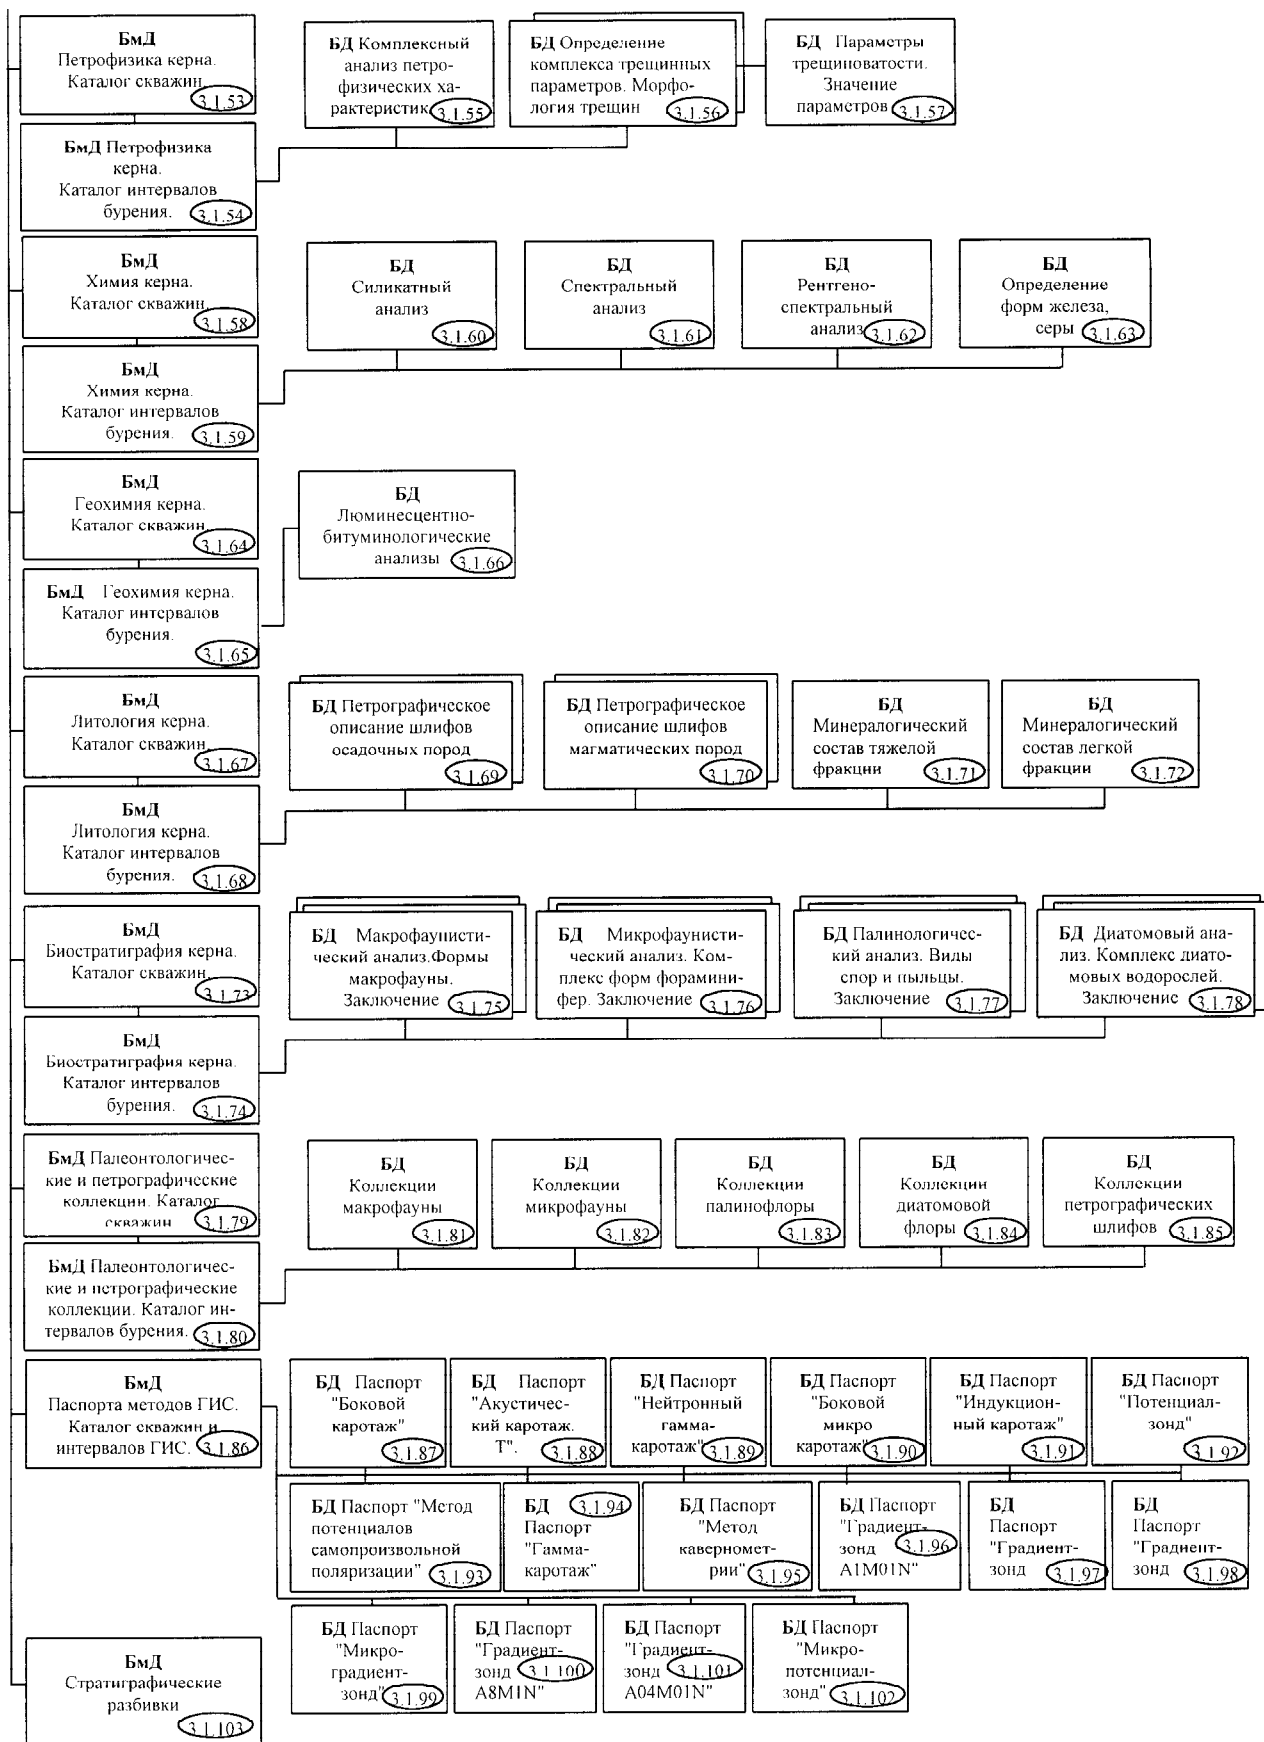 БмД
Петрофизика керна.
Каталог скважин
3.1.53
БД Комплексный
анализ петро-
физических ха-
рактеристик
3.1.55
БД Определение
комплекса трещинных
параметров. Морфо-
логия трещин
3.1.56
БД Параметры
трещиноватости.
Значение
параметров
3.1.57
БмД Петрофизика
керна.
Каталог интервалов
бурения.
3.1.54
БмД
Химия керна.
Каталог скважин.
3.1.58
БД
Силикатный
анализ
3.1.60
БД
Спектральный
анализ
3.1.61
БД
Рентгено-
спектральный
анализ
3.1.62
БД
Определение
форм железа,
серы
3.1.63
БмД
Химия керна.
Каталог интервалов
бурения.
3.1.59
БмД
Геохимия керна.
Каталог скважин.
3.1.64
БД
Люминесцентно-
битуминологические
анализы
3.1.66
БмД Геохимия керна.
Каталог интервалов
бурения.
3.1.65
БмД
Литология керна.
Каталог скважин.
3.1.67
БД Петрографическое
описание шлифов
осадочных пород
3.1.69
БД Петрографическое
описание шлифов
магматических пород
3.1.70
БД
Минералогический
состав тяжелой
фракции
3.1.71
БД
Минералогический
состав легкой
фракции
3.1.72
БмД
Литология керна.
Каталог интервалов
бурения.
3.1.68
БмД
Биостратиграфия керна.
Каталог скважин.
3.1.73
БД Макрофаунисти-
ческий анализ.Формы
макрофауны.
Заключение
3.1.75
БД Микрофаунисти-
ческий анализ. Ком-
плекс форм форамини-
фер. Заключение
3.1.76
БД Палинологичес-
кий анализ. Виды
спор и пыльцы.
Заключение
3.1.77
БД Диатомовый ана-
лиз. Комплекс диато-
мовых водорослей.
Заключение
3.1.78
БмД
Биостратиграфия керна.
Каталог интервалов
бурения.
3.1.74
БмД Палеонтологичес-
кие и петрографические
коллекции. Каталог
скважин
3.1.79
БД
Коллекции
макрофауны
3.1.81
БД
Коллекции
микрофауны
3.1.82
БД
Коллекции
палинофлоры
3.1.83
БД
Коллекции
диатомовой
флоры
3.1.84
БД
Коллекции
петрографических
шлифов
3.1.85
БмД Палеонтологичес-
кие и петрографические
коллекции. Каталог ин-
тервалов бурения.
3.1.80
БмД
Паспорта методов ГИС.
Каталог скважин и
интервалов ГИС.
3.1.86
БД Паспорт
"Боковой
каротаж"
3.1.87
БД Паспорт
"Акустичес-
кий каротаж.
Т".
3.1.88
БД Паспорт
"Нейтронный
гамма-
каротаж"
3.1.89
БД Паспорт
"Боковой
микро
каротаж"
3.1.90
БД Паспорт
"Индукцион-
ный каротаж"
3.1.91
БД Паспорт
"Потенциал-
зонд"
3.1.92
БД Паспорт "Метод
потенциалов
самопроизвольной
поляризации"
3.1.93
БД
3.1.94
Паспорт
"Гамма-
каротаж"
БД Паспорт
"Метод
кавернomет-
рии"
3.1.95
БД Паспорт
"Градиент-
зонд
3.1.96
А1М01N"
БД
Паспорт
"Градиент-
зонд
3.1.97
БД
Паспорт
"Градиент-
зонд
3.1.98
БД Паспорт
"Микро-
градиент-
зонд"
3.1.99
БД Паспорт
"Градиент-
зонд
3.1.100
А8М1N"
БД Паспорт
"Градиент-
зонд
3.1.101
А04М01N"
БД Паспорт
"Микро-
потенциал-
зонд"
3.1.102
БмД
Стратиграфические
разбивки
3.1.103